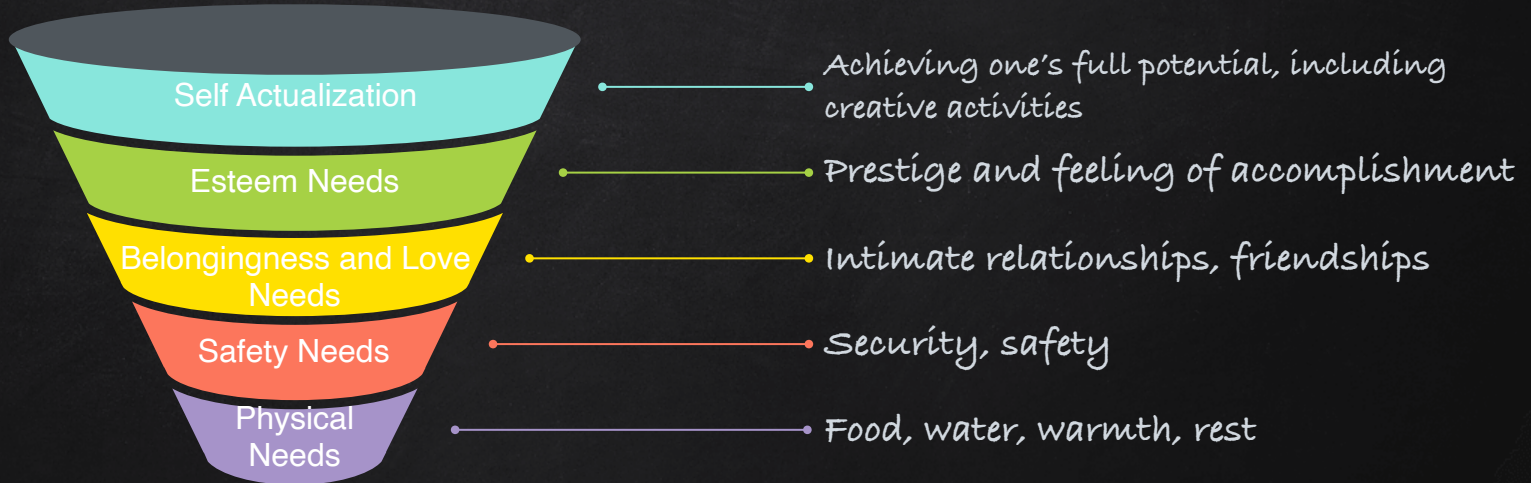 Self Actualization
Achieving one's full potential, including
creative activities
Esteem Needs
Prestige and feeling of accomplishment
Belongingness and Love
Needs
Intimate relationships, friendships
Safety Needs
Security, safety
Physical
Needs
Food, water, warmth, rest